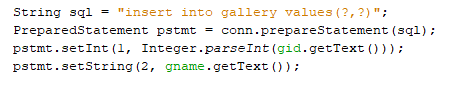 String sql = "insert into gallery values(?,?)";
PreparedStatement pstmt = conn.prepareStatement(sql);
pstmt.setInt(1, Integer.parseInt(gid.getText()));
pstmt.setString(2, gname.getText());